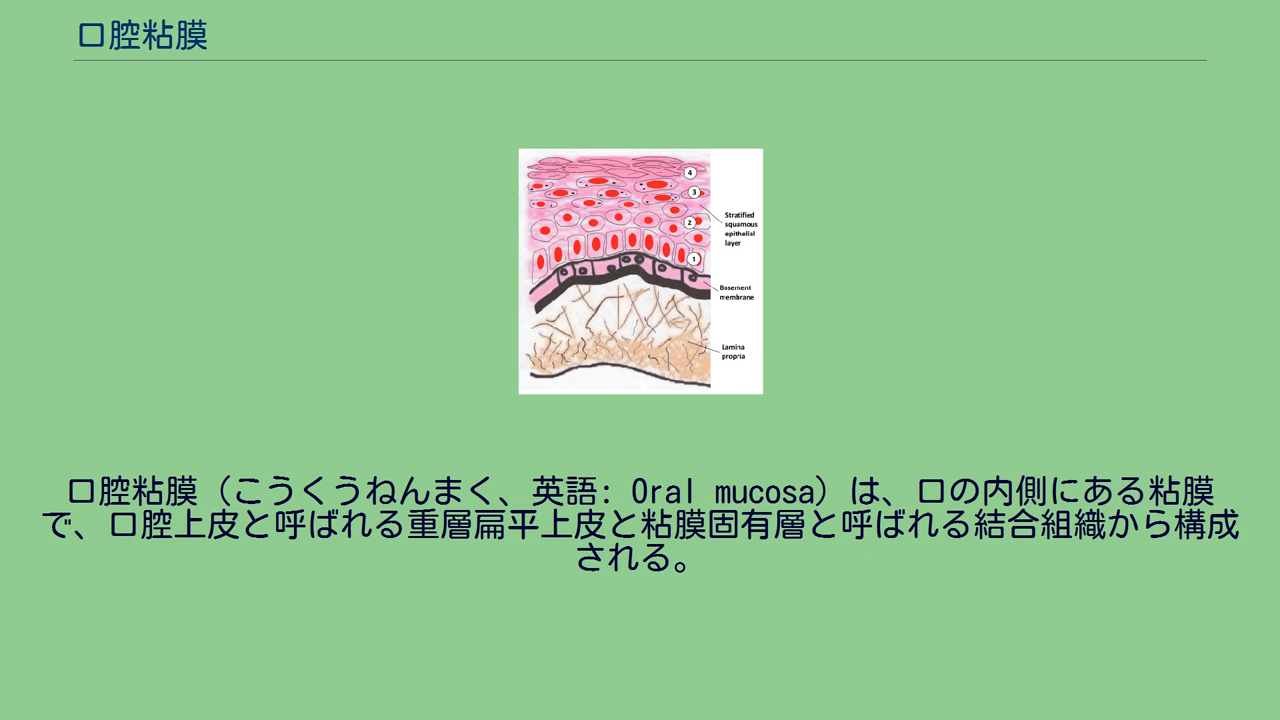 口腔粘膜
4
3
Stratified
squamous
epithelial
layer
2
1
Basement
membrane
Lamina
propria
口腔粘膜（こうくうねんまく、英語: Oral mucosa）は、口の内側にある粘膜
で、口腔上皮と呼ばれる重層扁平上皮と粘膜固有層と呼ばれる結合組織から構成
される。